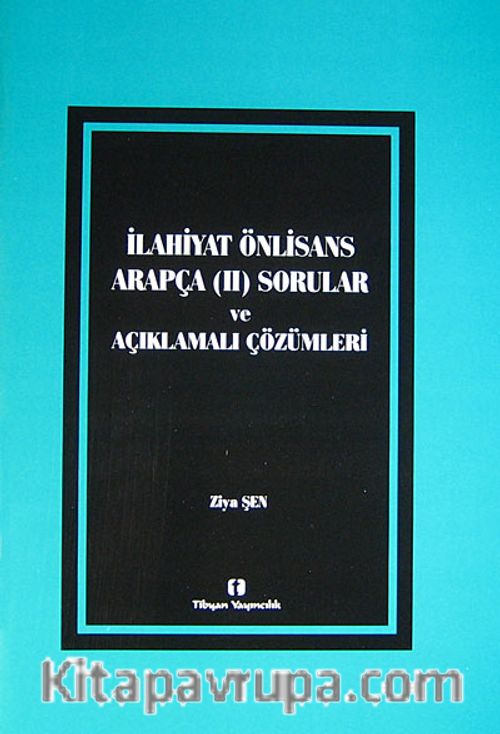 İLAHİYAT ÖNLİSANS
ARAPÇA (II) SORULAR
ve
AÇIKLAMALI ÇÖZÜMLERİ
Ziya ŞEN
Tibyan Yayıncılık
Kitapavrupa.com